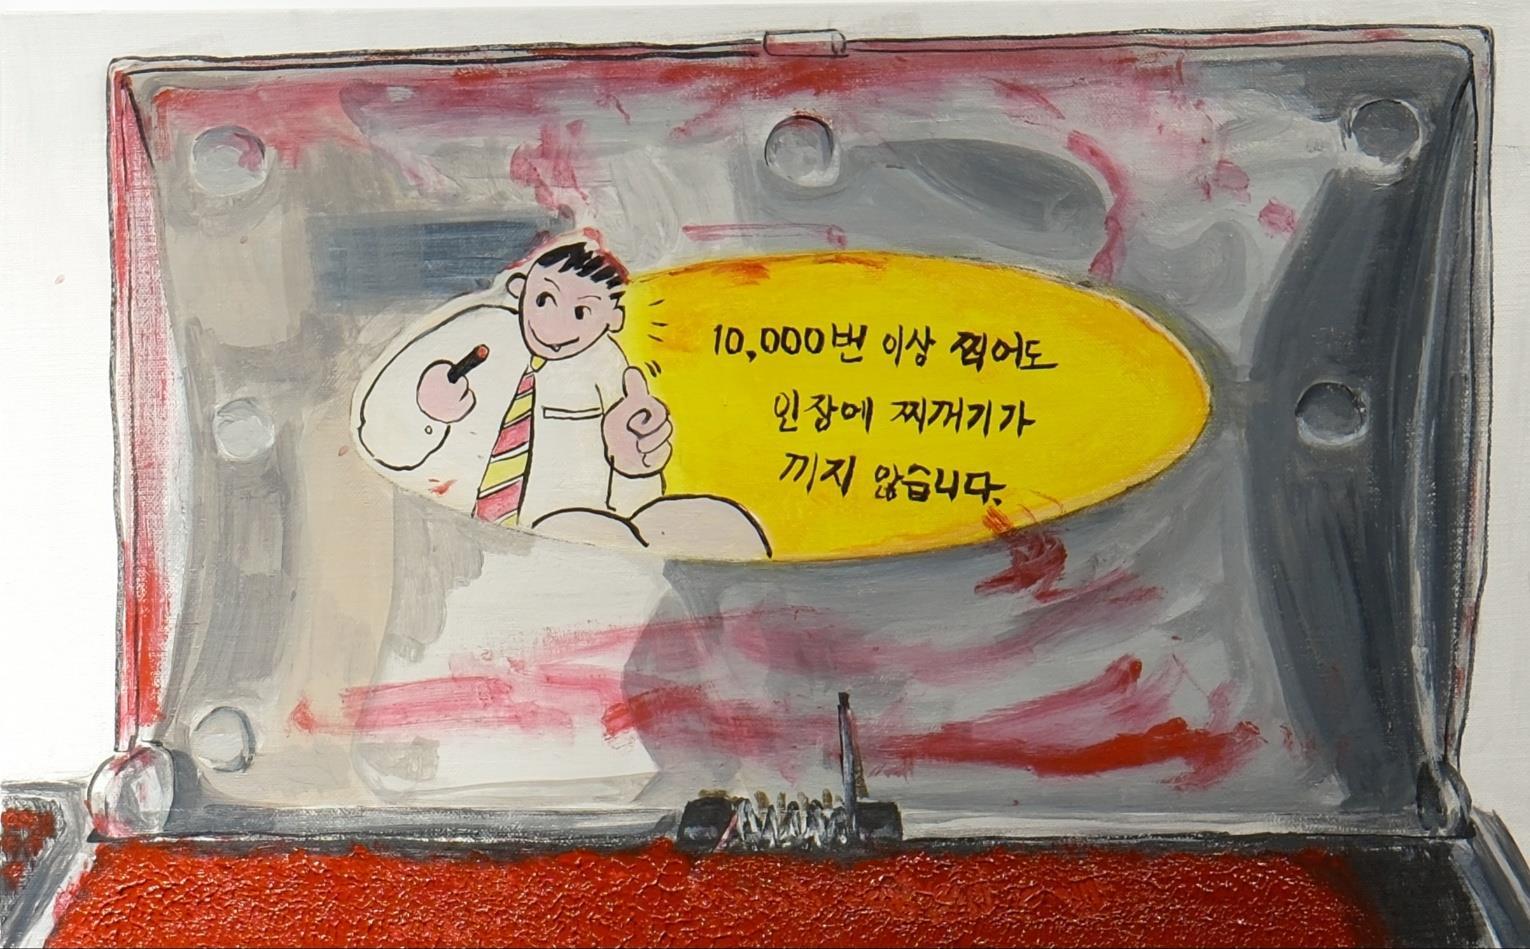 10,000번 이상 찍어도
인장에 찌꺼기가
끼지 않습니다.